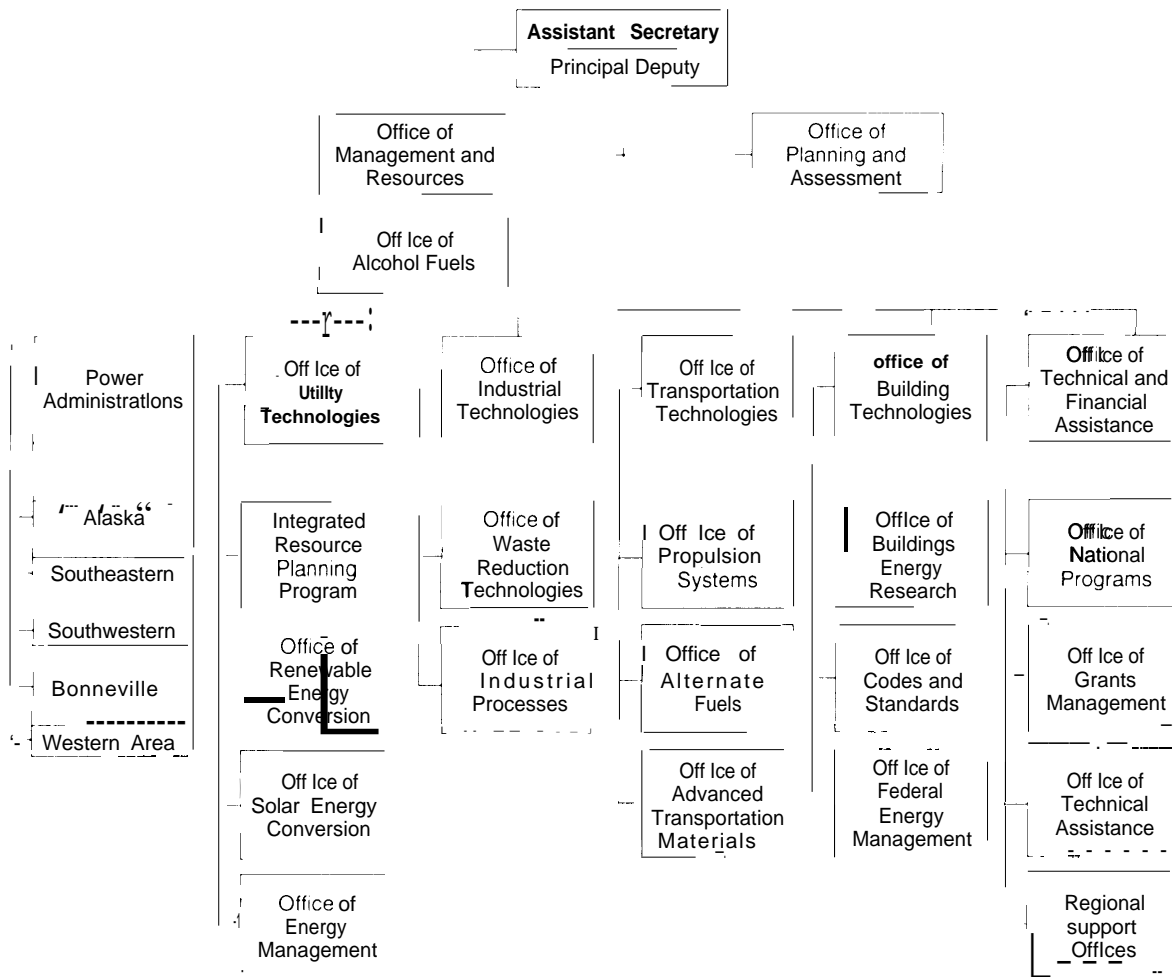 Assistant Secretary
Principal Deputy
Office of
Management and
Resources
Office of
Planning and
Assessment
Off Ice of
Alcohol Fuels
Power
Administrations
Alaska
Southeastern
Southwestern
Bonneville
Western Area
Off Ice of
Utility
Technologies
Integrated
Resource
Planning
Program
Office of
Renewable
Energy
Conversion
Off Ice of
Solar Energy
Conversion
Office of
Energy
Management
Office of
Industrial
Technologies
Office of
Waste
Reduction
Technologies
Off Ice of
Industrial
Processes
Off Ice of
Transportation
Technologies
Off Ice of
Propulsion
Systems
Office of
Alternate
Fuels
Off Ice of
Advanced
Transportation
Materials
office of
Building
Technologies
OffIce of
Buildings
Energy
Research
Off Ice of
Codes and
Standards
Off Ice of
Federal
Energy
Management
Office of
Technical and
Financial
Assistance
Office of
National
Programs
Off Ice of
Grants
Management
Off Ice of
Technical
Assistance
Regional
support
OffIces